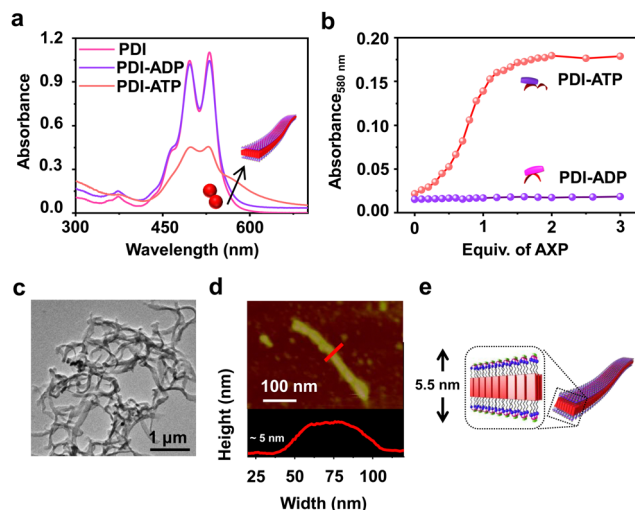 a
PDI
PDI-ADP
PDI-ATP
Absorbance
1.2
0.9
0.6
0.3
0.0
300
450
600
Wavelength (nm)
b
Absorbance580 nm
0.20
0.15
0.10
0.05
0.00
PDI-ATP
PDI-ADP
0
1
2
3
Equiv. of AXP
c
1 μm
d
100 nm
Height (nm)
~ 5 nm
25
50
75
100
Width (nm)
e
5.5 nm